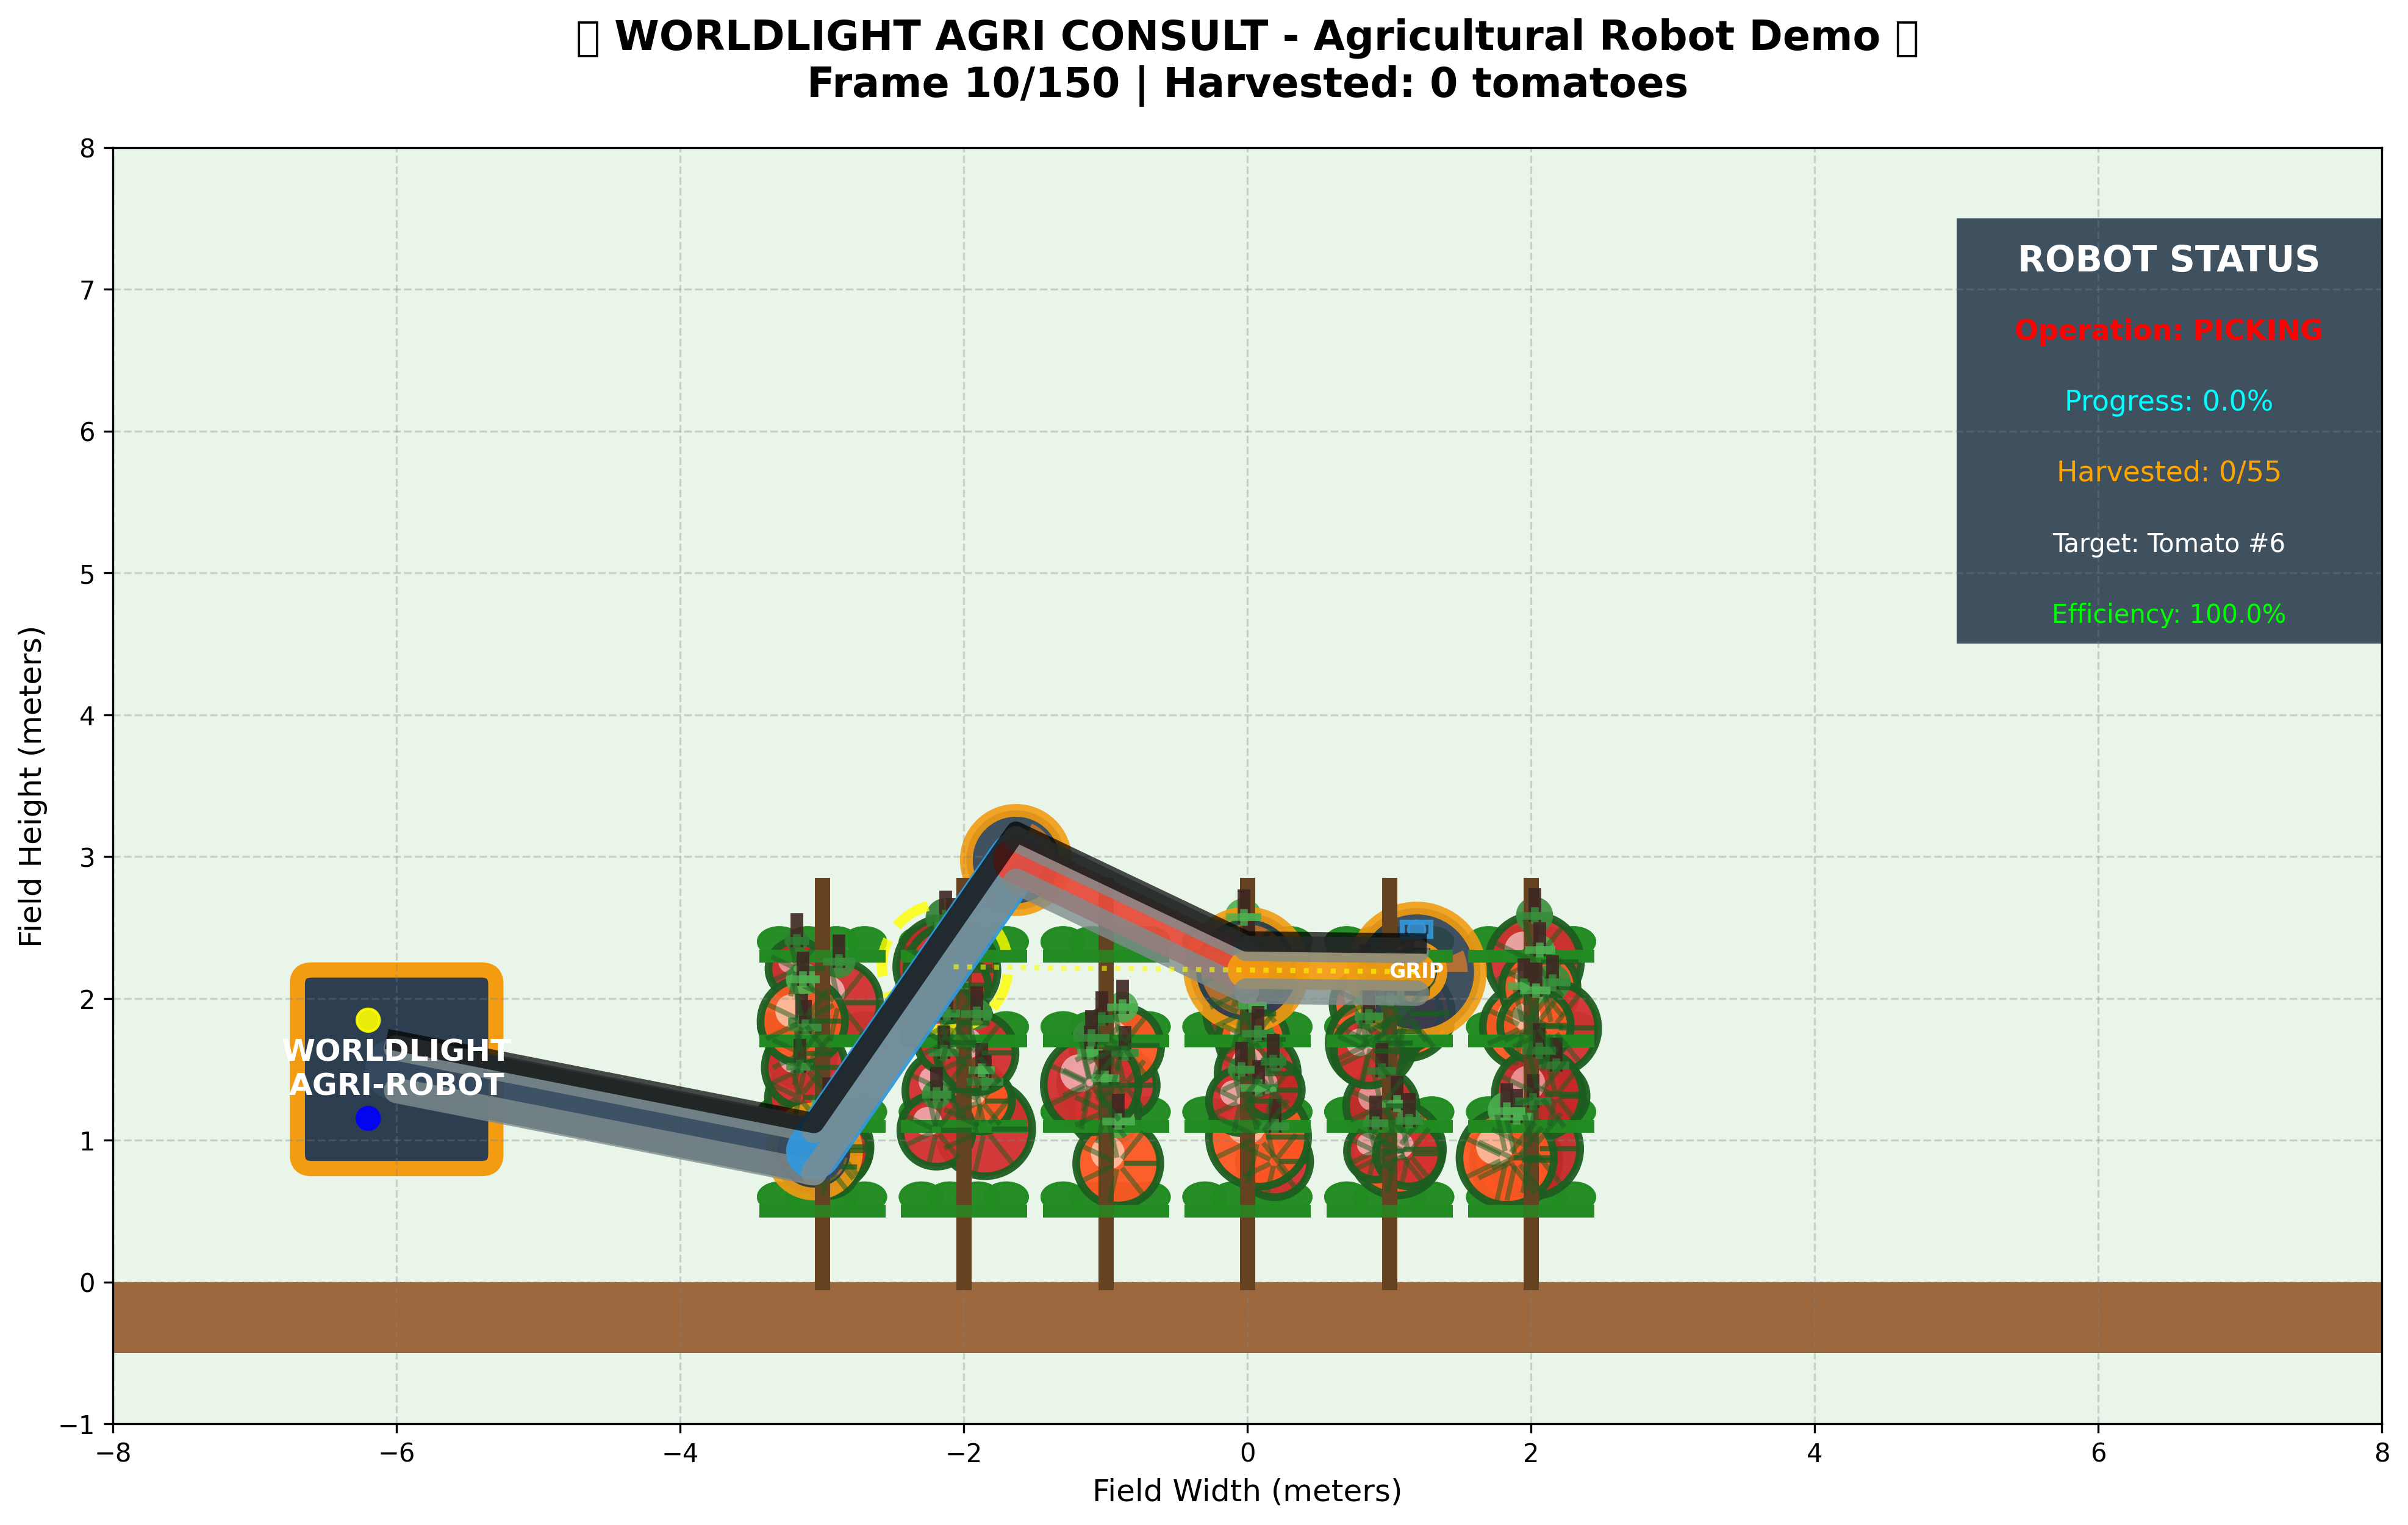 WORLDLIGHT AGRI CONSULT - Agricultural Robot Demo
Frame 10/150 | Harvested: 0 tomatoes
ROBOT STATUS
Operation: PICKING
Progress: 0.0%
Harvested: 0/55
Target: Tomato #6
Efficiency: 100.0%
GRIP
WORLDLIGHT
AGRI-ROBOT
Field Height (meters)
8
7
6
5
4
3
2
1
0
−1
−8
−6
−4
−2
0
2
4
6
8
Field Width (meters)